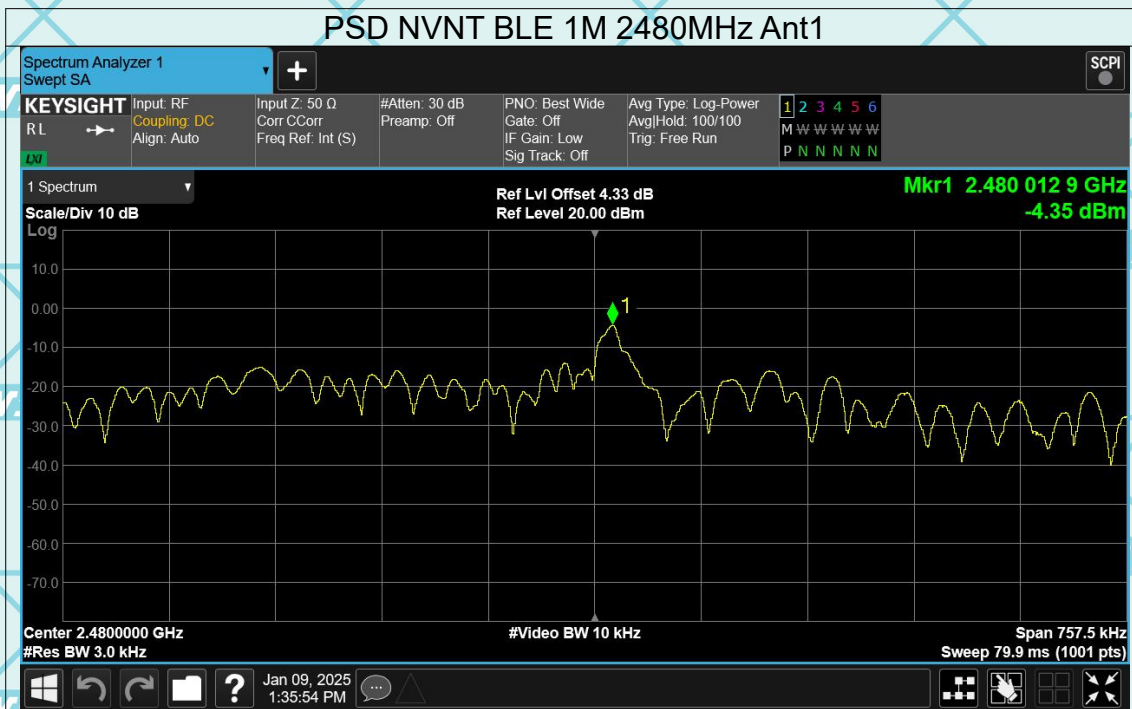 PSD NVNT BLE 1M 2480MHz Ant1
Spectrum Analyzer 1
Swept SA
+
SCPI
KEYSIGHT
RL
LXI
Input: RF
Coupling: DC
Align: Auto
Input Z: 50 Ω
Corr CCorr
Freq Ref: Int (S)
#Atten: 30 dB
Preamp: Off
PNO: Best Wide
Gate: Off
IF Gain: Low
Sig Track: Off
Avg Type: Log-Power
Avg|Hold: 100/100
Trig: Free Run
1 2 3 4 5 6
M W W W W W
P N N N N N
1 Spectrum
Scale/Div 10 dB
Ref Lvl Offset 4.33 dB
Ref Level 20.00 dBm
Mkr1 2.480 012 9 GHz
-4.35 dBm
Log
10.0
0.00
-10.0
-20.0
-30.0
-40.0
-50.0
-60.0
-70.0
1
Center 2.4800000 GHz
#Res BW 3.0 kHz
#Video BW 10 kHz
Span 757.5 kHz
Sweep 79.9 ms (1001 pts)
?
Jan 09, 2025
1:35:54 PM